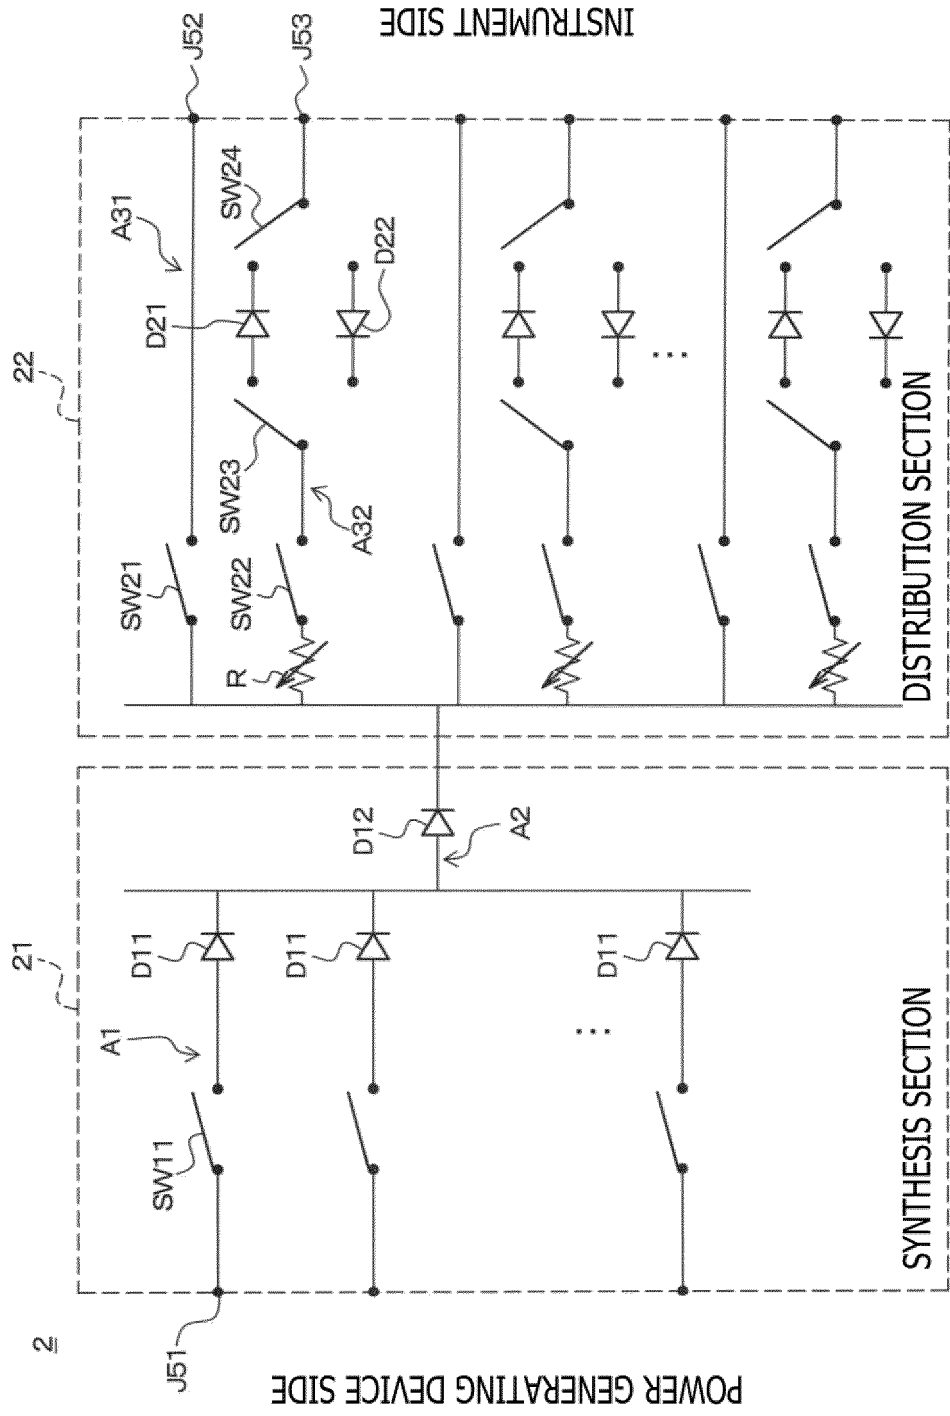 2
21
22
J51
SW11
A1
D11
D11
D11
D12
A2
SW21
SW22
R
A31
A32
SW23
D21
D22
SW24
J52
J53
...
...
SYNTHESIS SECTION
DISTRIBUTION SECTION
POWER GENERATING DEVICE SIDE
INSTRUMENT SIDE